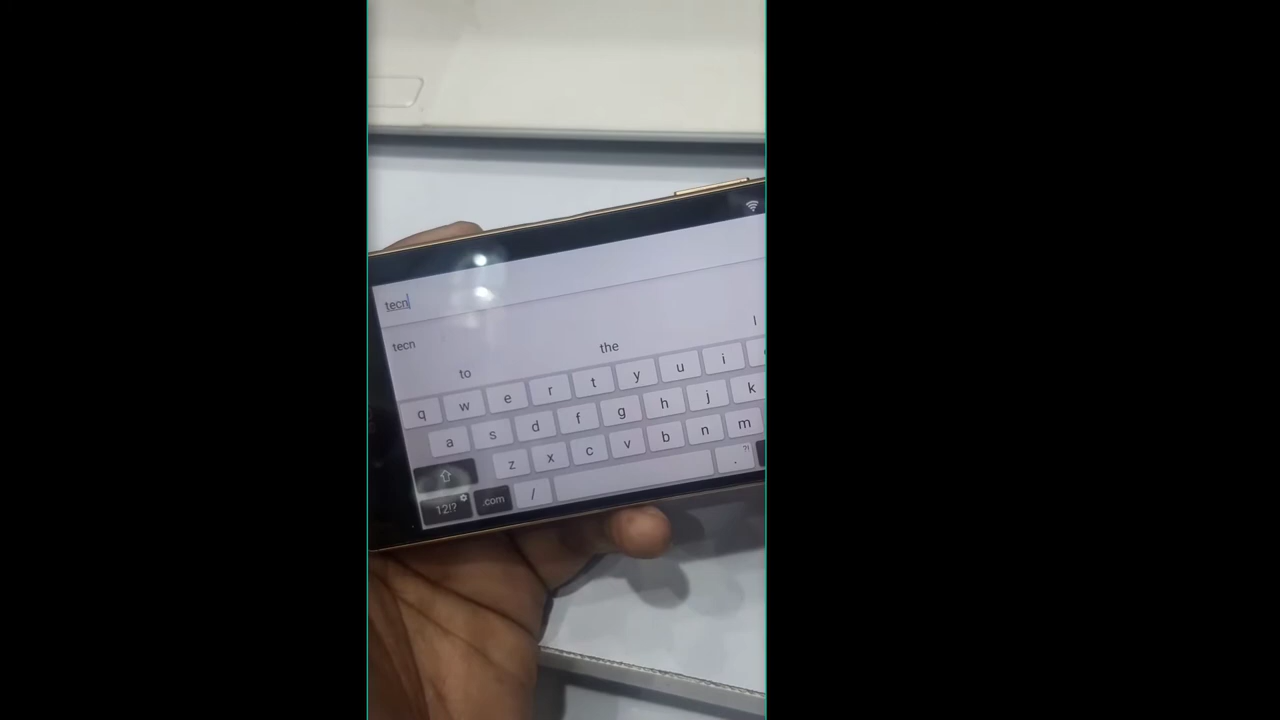 tecn
tecn
to the I
q w e r t y u i
a s d f g h j k
z x c v b n m
12!? .com / . ?!